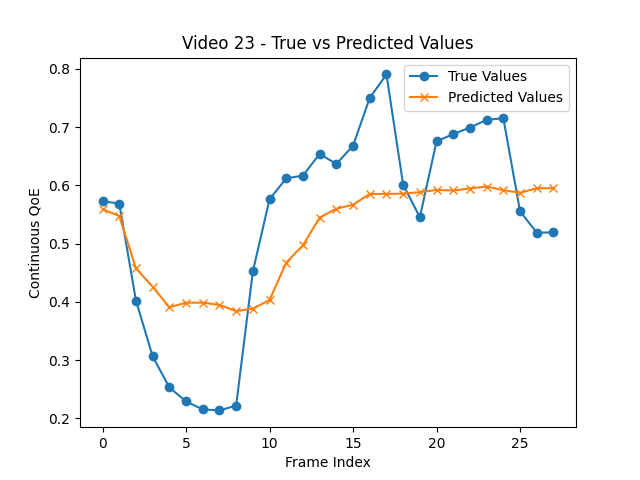 Video 23 - True vs Predicted Values
True Values
Predicted Values
Continuous QoE
0.8
0.7
0.6
0.5
0.4
0.3
0.2
0 5 10 15 20 25
Frame Index